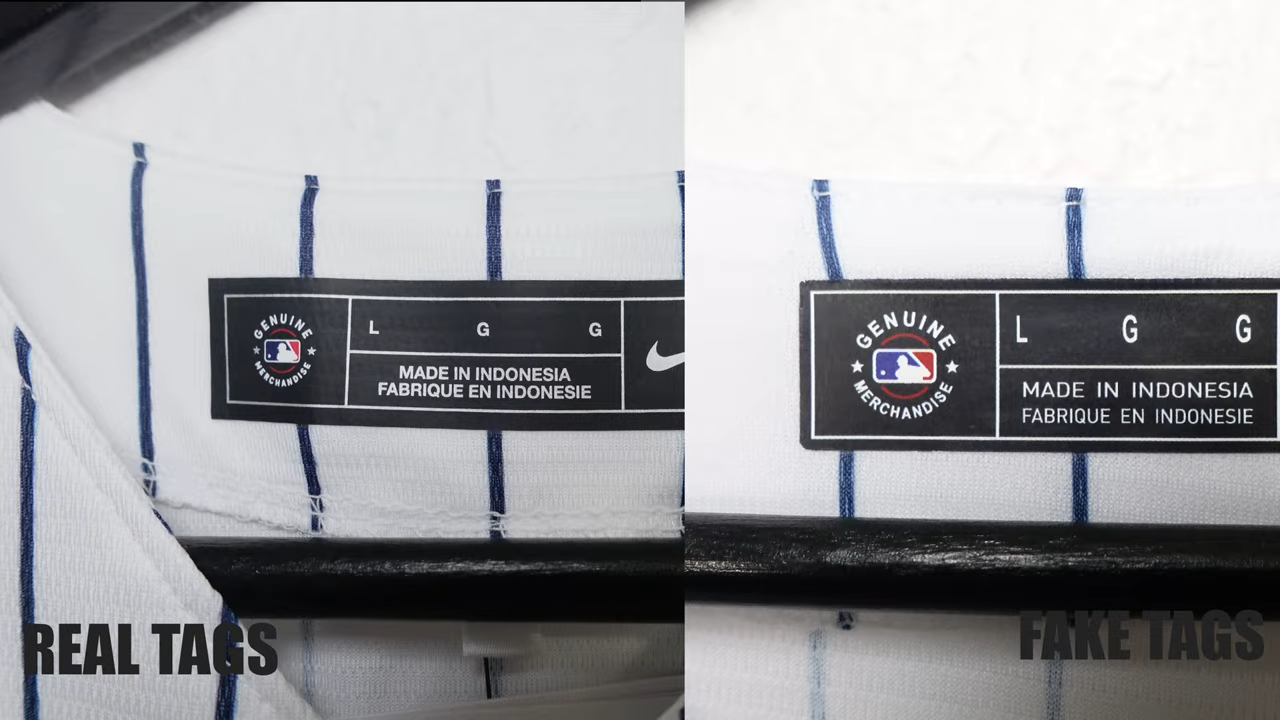 GENUINE
MERCHANDISE
L G G
MADE IN INDONESIA
FABRIQUE EN INDONESIE
REAL TAGS
GENUINE
MERCHANDISE
L G G
MADE IN INDONESIA
FABRIQUE EN INDONESIE
FAKE TAGS